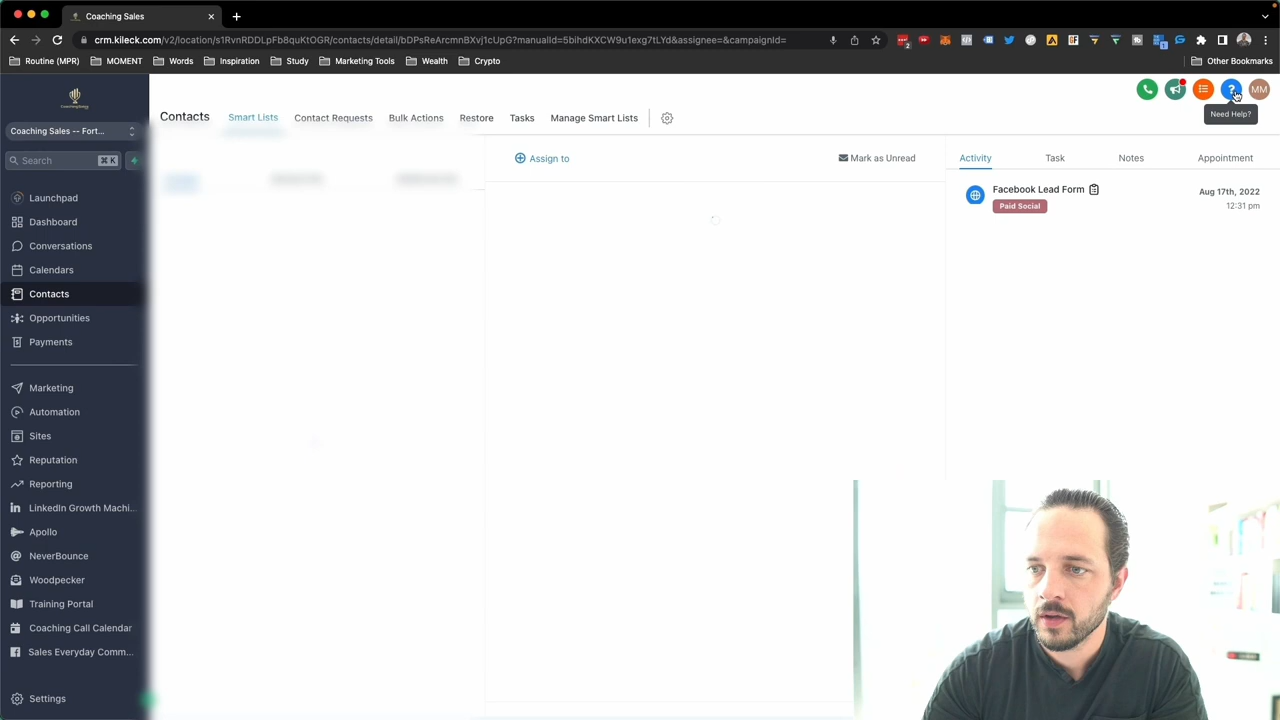 Coaching Sales
crm.kileck.com/v2/location/s1RvnRDDLpFb8quKtOGR/contacts/detail/bDPsReArcmnBXvj1cUpG?manualId=5bihdKXCW9u1exg7tLYd&assignee=&campaignId=
Routine (MPR)
MOMENT
Words
Inspiration
Study
Marketing Tools
Wealth
Crypto
Other Bookmarks
MM
Need Help?
Coaching Sales -- Fort...
Search
⌘ K
Contacts
Smart Lists
Contact Requests
Bulk Actions
Restore
Tasks
Manage Smart Lists
Launchpad
Dashboard
Conversations
Calendars
Contacts
Opportunities
Payments
Marketing
Automation
Sites
Reputation
Reporting
LinkedIn Growth Machi...
Apollo
NeverBounce
Woodpecker
Training Portal
Coaching Call Calendar
Sales Everyday Comm...
Settings
Assign to
Mark as Unread
Activity
Task
Notes
Appointment
Facebook Lead Form
Aug 17th, 2022
Paid Social
12:31 pm